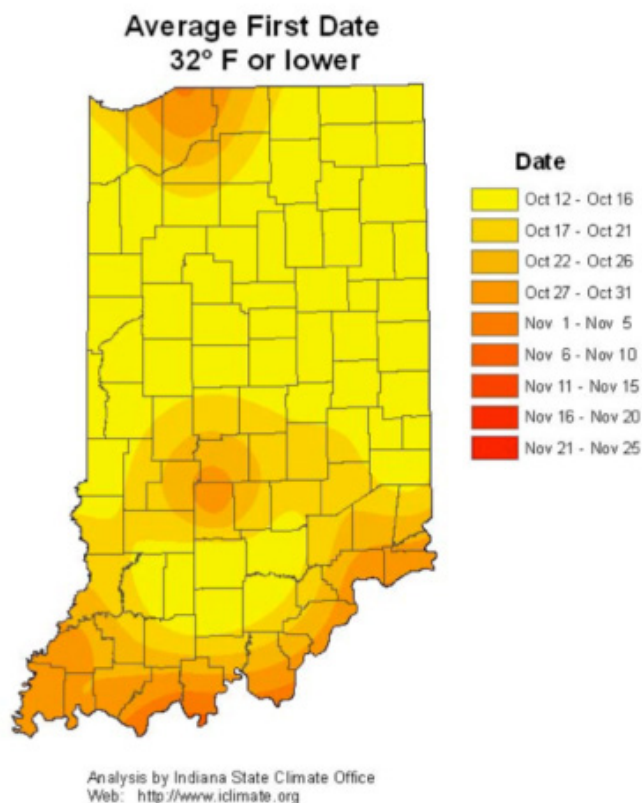 Average First Date
32° F or lower
Date
Oct 12 - Oct 16
Oct 17 - Oct 21
Oct 22 - Oct 26
Oct 27 - Oct 31
Nov 1 - Nov 5
Nov 6 - Nov 10
Nov 11 - Nov 15
Nov 16 - Nov 20
Nov 21 - Nov 25
Analysis by Indiana State Climate Office
Web: http://www.iclimate.org